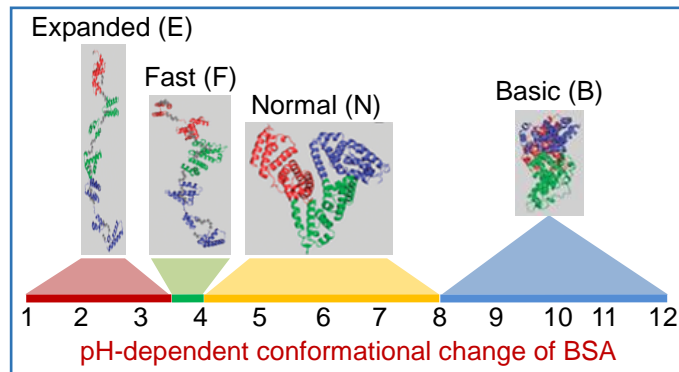 Expanded (E)
Fast (F)
Normal (N)
Basic (B)
1 2 3 4 5 6 7 8 9 10 11 12
pH-dependent conformational change of BSA